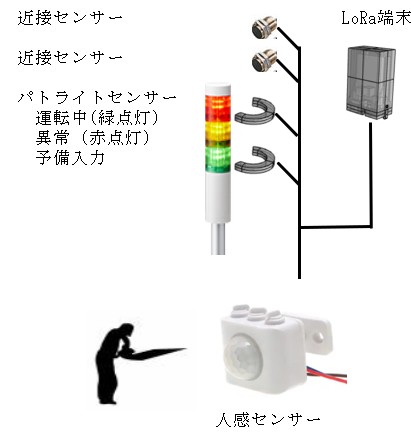 近接センサー
LoRa端末
近接センサー
パトライトセンサー
運転中(緑点灯)
異常(赤点灯)
予備入力
人感センサー